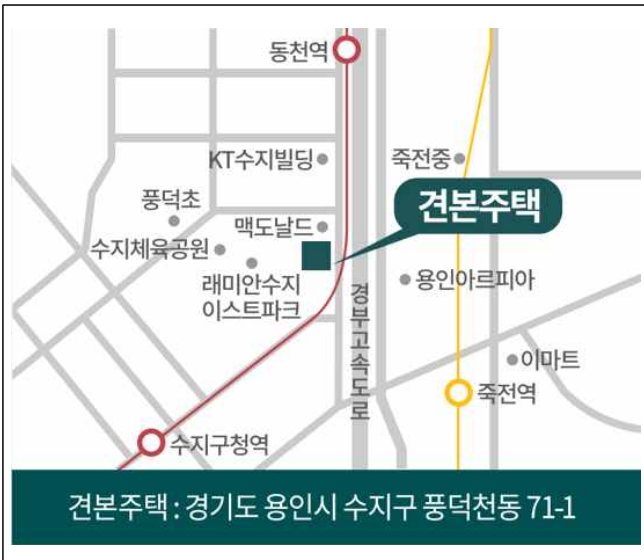 동천역
KT수지빌딩
죽전중
풍덕초
견본주택
맥도날드
수지체육공원
래미안수지
이스트파크
용인아르피아
경부고속도로
이마트
죽전역
수지구청역
견본주택 : 경기도 용인시 수지구 풍덕천동 71-1